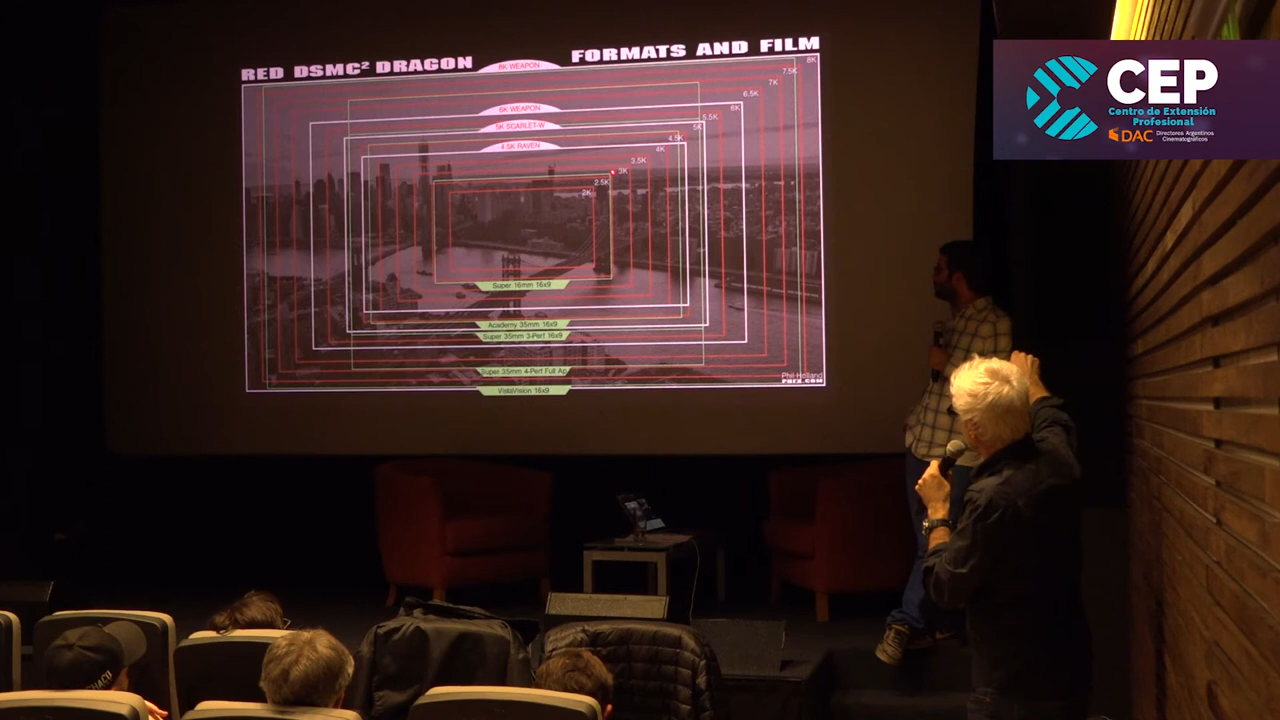 RED DSMC² DRAGON
FORMATS AND FILM
8K WEAPON
8K
7.5K
7K
6.5K
6K WEAPON
6K
5.5K
5K SCARLET-W
5K
4.5K
4.5K RAVEN
4K
3.5K
3K
2.5K
2K
Super 16mm 16x9
Academy 35mm 16x9
Super 35mm 3-Perf 16x9
Super 35mm 4-Perf Full Ap
VistaVision 16x9
Phil Holland
PHFX.COM
CEP
Centro de Extensión
Profesional
DAC
Directores Argentinos
Cinematográficos